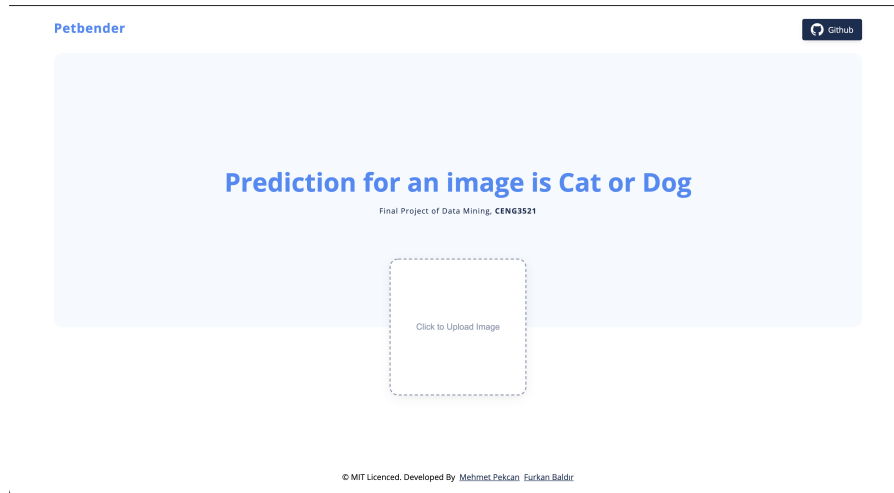 Petbender
Github
Prediction for an image is Cat or Dog
Final Project of Data Mining, CENG3521
Click to Upload Image
© MIT Licenced. Developed By Mehmet Pekcan Furkan Baldır